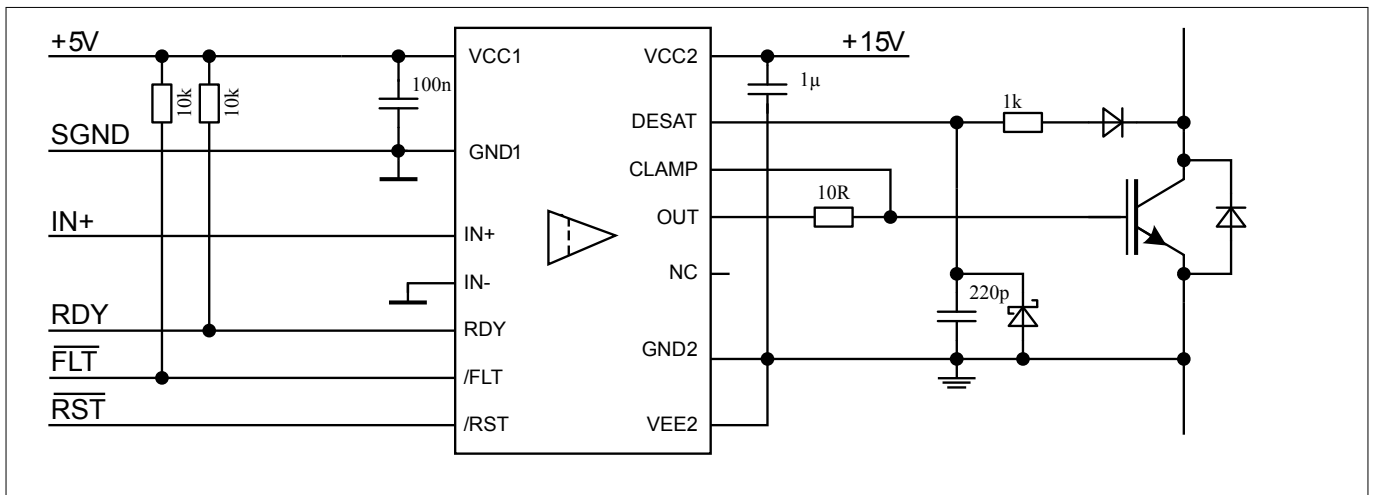 +5V
10k
10k
100n
SGND
IN+
RDY
FLT
RST
VCC1
GND1
IN+
IN-
RDY
/FLT
/RST
VCC2
DESAT
CLAMP
OUT
NC
GND2
VEE2
+15V
1µ
1k
10R
220p